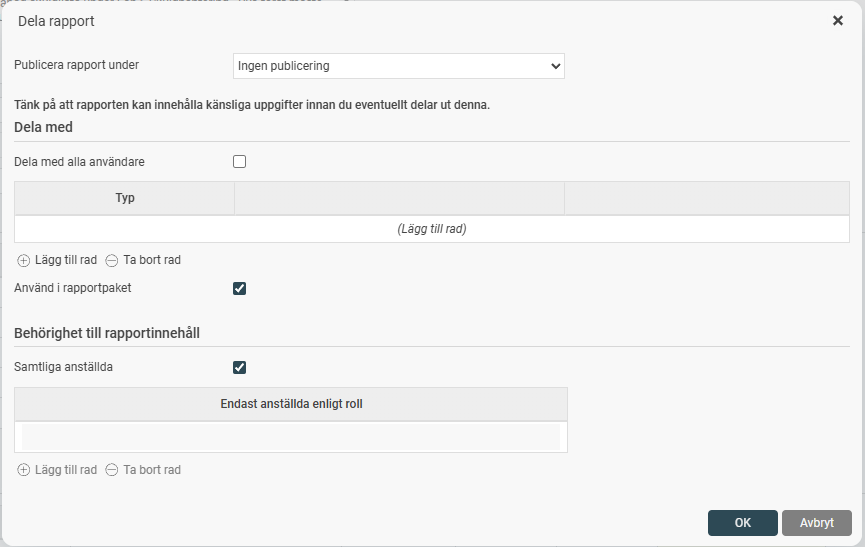 Dela rapport
Publicera rapport under
Ingen publicering
Tänk på att rapporten kan innehålla känsliga uppgifter innan du eventuellt delar ut denna.
Dela med
Dela med alla användare
Typ
(Lägg till rad)
Lägg till rad Ta bort rad
Använd i rapportpaket
Behörighet till rapportinnehåll
Samtliga anställda
Endast anställda enligt roll
Lägg till rad Ta bort rad
OK Avbryt